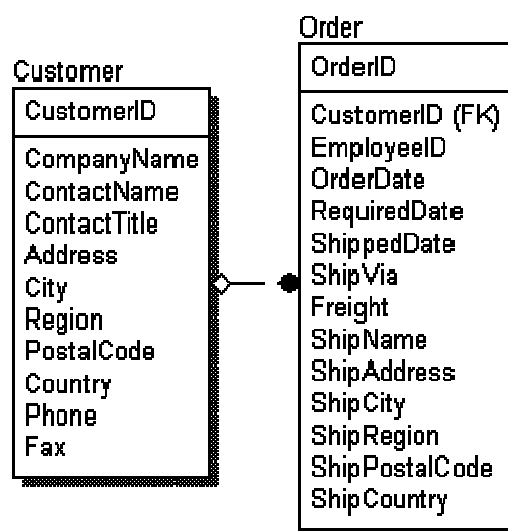 Customer
CustomerID
CompanyName
ContactName
ContactTitle
Address
City
Region
PostalCode
Country
Phone
Fax
Order
OrderID
CustomerID (FK)
EmployeeID
OrderDate
RequiredDate
ShippedDate
ShipVia
Freight
ShipName
ShipAddress
ShipCity
ShipRegion
ShipPostalCode
ShipCountry